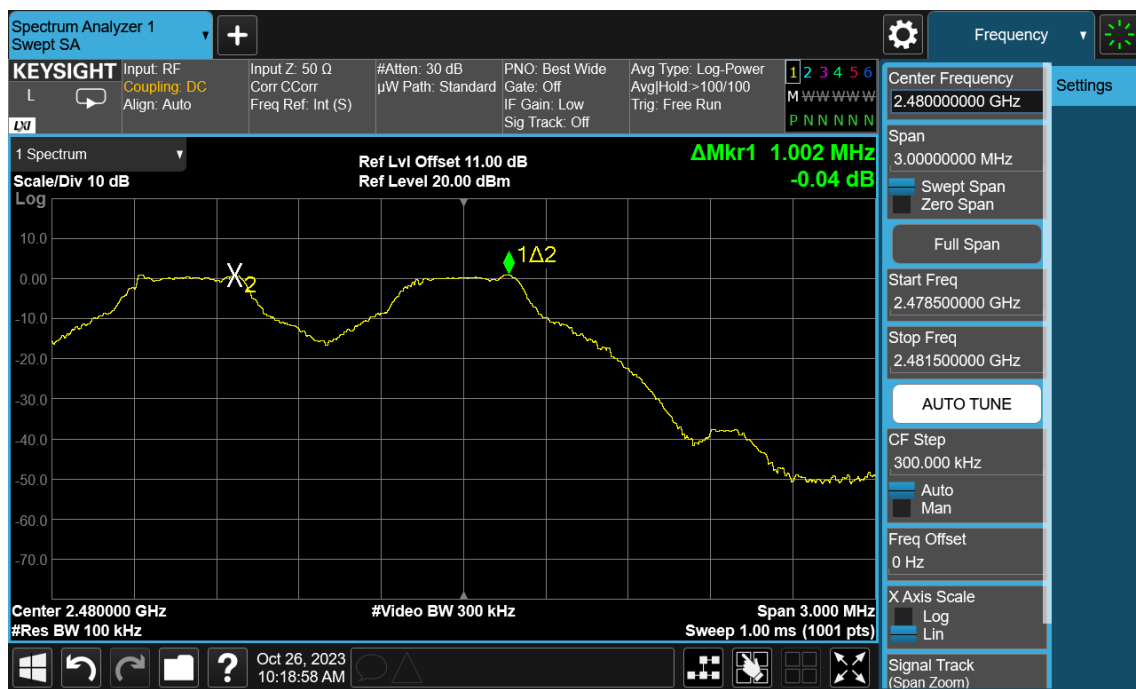 Spectrum Analyzer 1
Swept SA
+
Frequency
KEYSIGHT
L
LXI
Input: RF
Coupling: DC
Align: Auto
Input Z: 50 Ω
Corr CCorr
Freq Ref: Int (S)
#Atten: 30 dB
µW Path: Standard
PNO: Best Wide
Gate: Off
IF Gain: Low
Sig Track: Off
Avg Type: Log-Power
Avg|Hold:>100/100
Trig: Free Run
1 2 3 4 5 6
M W W W W W
P N N N N N
Center Frequency
2.480000000 GHz
Settings
Span
3.00000000 MHz
Swept Span
Zero Span
Full Span
Start Freq
2.478500000 GHz
Stop Freq
2.481500000 GHz
AUTO TUNE
CF Step
300.000 kHz
Auto
Man
Freq Offset
0 Hz
X Axis Scale
Log
Lin
Signal Track
(Span Zoom)
1 Spectrum
Scale/Div 10 dB
Ref Lvl Offset 11.00 dB
Ref Level 20.00 dBm
ΔMkr1 1.002 MHz
-0.04 dB
Log
10.0
0.00
-10.0
-20.0
-30.0
-40.0
-50.0
-60.0
-70.0
X2
1Δ2
Center 2.480000 GHz
#Video BW 300 kHz
Span 3.000 MHz
#Res BW 100 kHz
Sweep 1.00 ms (1001 pts)
?
Oct 26, 2023
10:18:58 AM